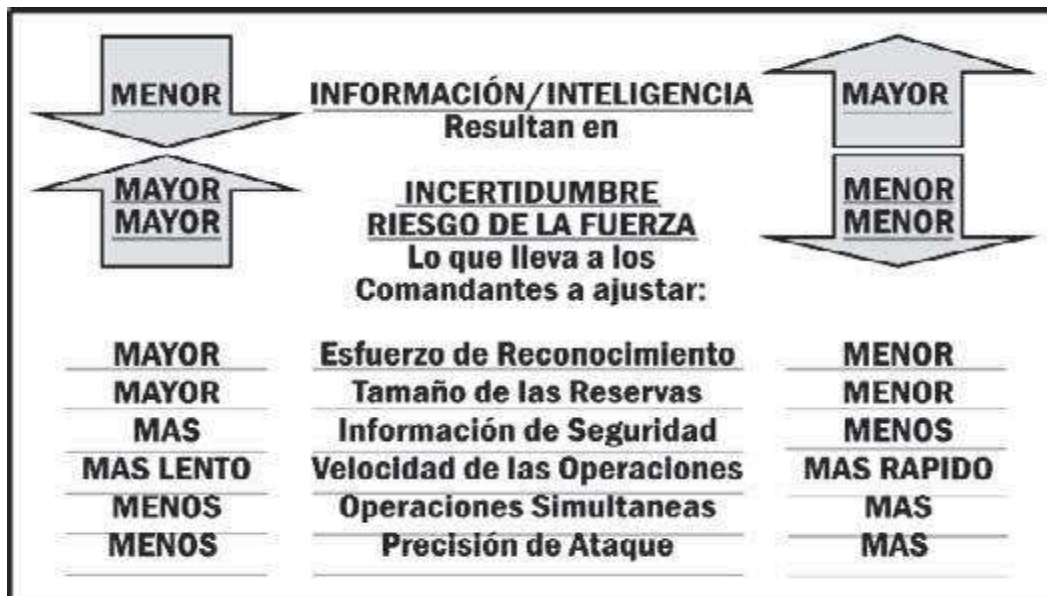 MENOR INFORMACIÓN/INTELIGENCIA MAYOR
Resultan en
MAYOR INCERTIDUMBRE MENOR
MAYOR RIESGO DE LA FUERZA MENOR
Lo que lleva a los
Comandantes a ajustar:
MAYOR Esfuerzo de Reconocimiento MENOR
MAYOR Tamaño de las Reservas MENOR
MAS Información de Seguridad MENOS
MAS LENTO Velocidad de las Operaciones MAS RAPIDO
MENOS Operaciones Simultaneas MAS
MENOS Precisión de Ataque MAS